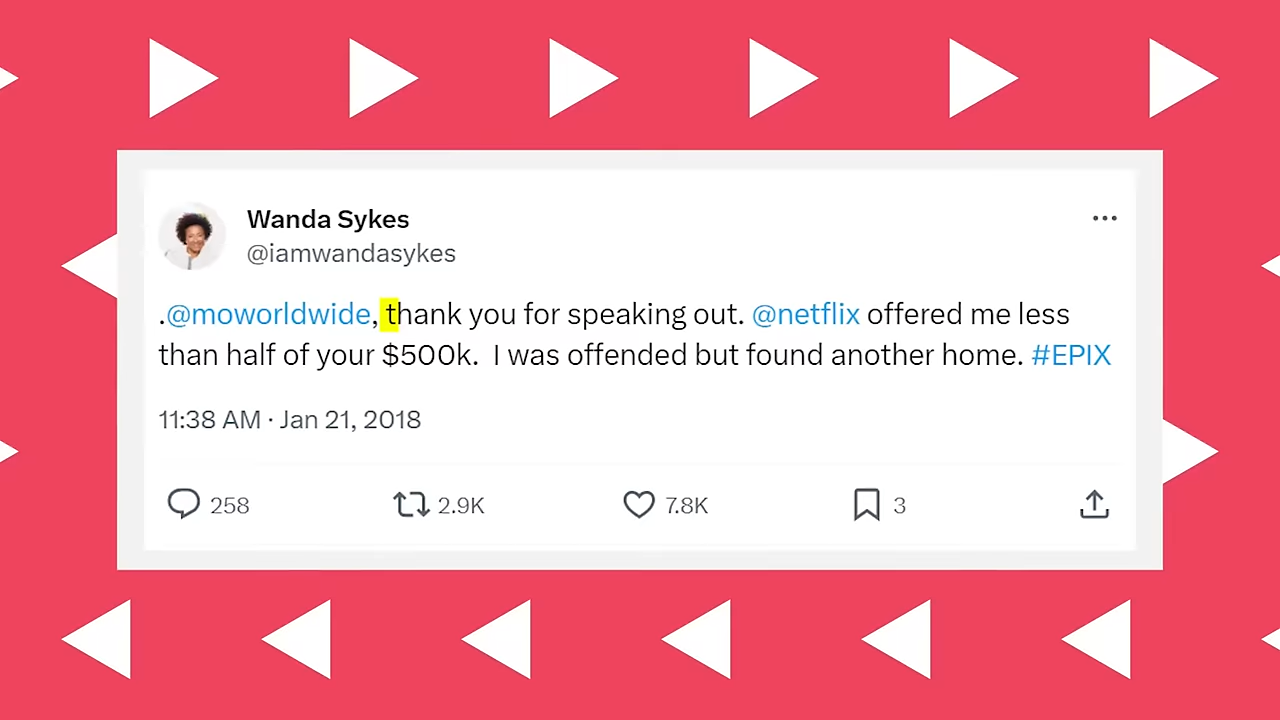 Wanda Sykes
@iamwandasykes
.@moworldwide, thank you for speaking out. @netflix offered me less
than half of your $500k.  I was offended but found another home. #EPIX
11:38 AM · Jan 21, 2018
258 2.9K 7.8K 3